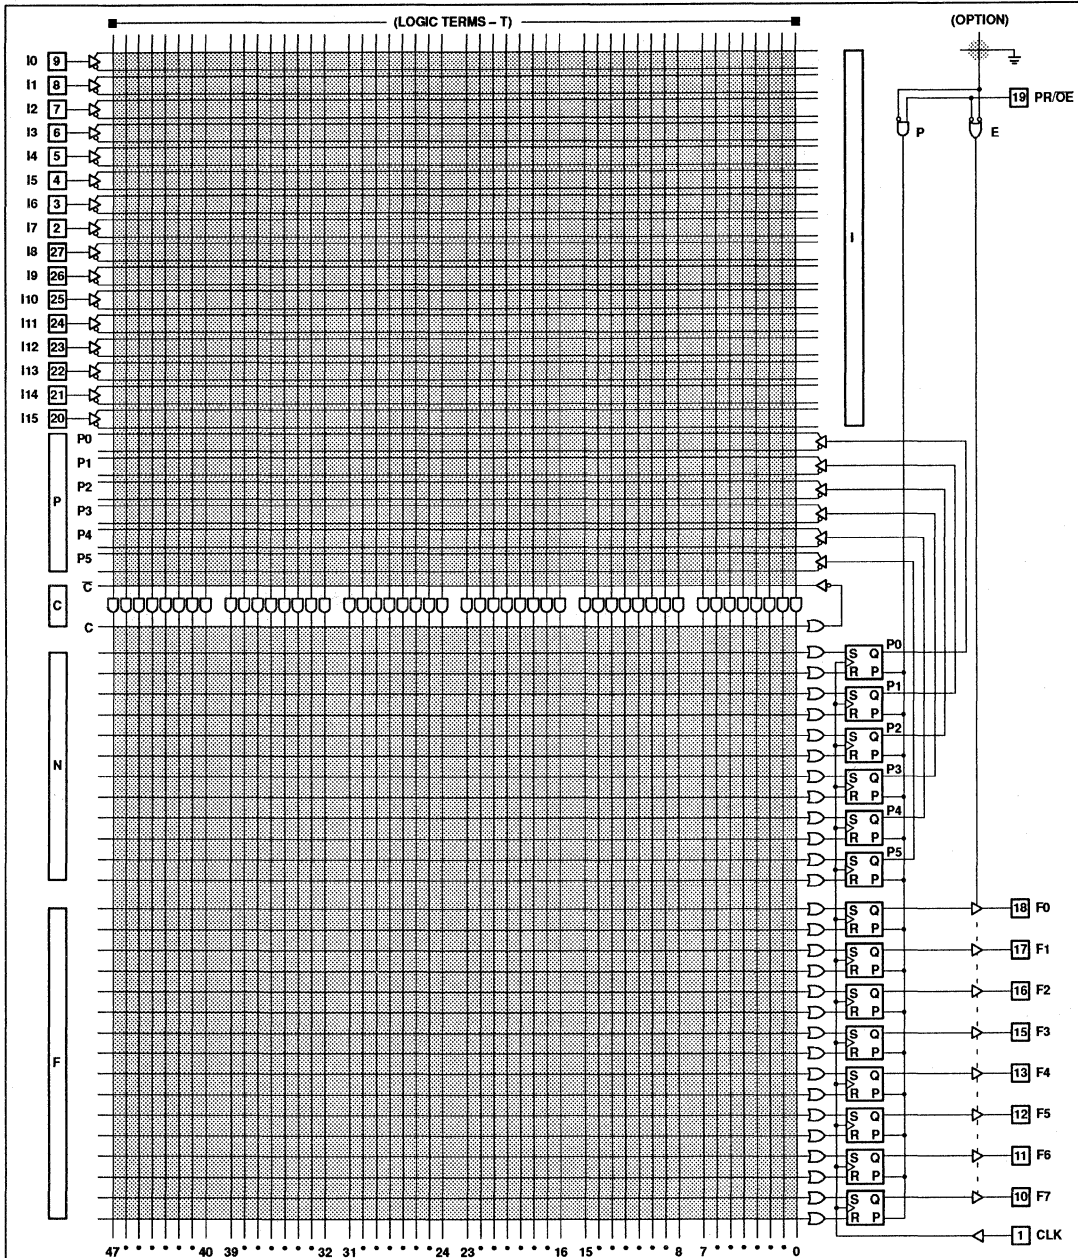 (LOGIC TERMS – T)
(OPTION)
I0 9
I1 8
I2 7
I3 6
I4 5
I5 4
I6 3
I7 2
I8 27
I9 26
I10 25
I11 24
I12 23
I13 22
I14 21
I15 20
I
19 PR/O̅E̅
P
E
P
P0
P1
P2
P3
P4
P5
C
C̅
C
N
S Q P0
R P
S Q P1
R P
S Q P2
R P
S Q P3
R P
S Q P4
R P
S Q P5
R P
F
S Q 18 F0
R P
S Q 17 F1
R P
S Q 16 F2
R P
S Q 15 F3
R P
S Q 13 F4
R P
S Q 12 F5
R P
S Q 11 F6
R P
S Q 10 F7
R P
1 CLK
47 40 39 32 31 24 23 16 15 8 7 0